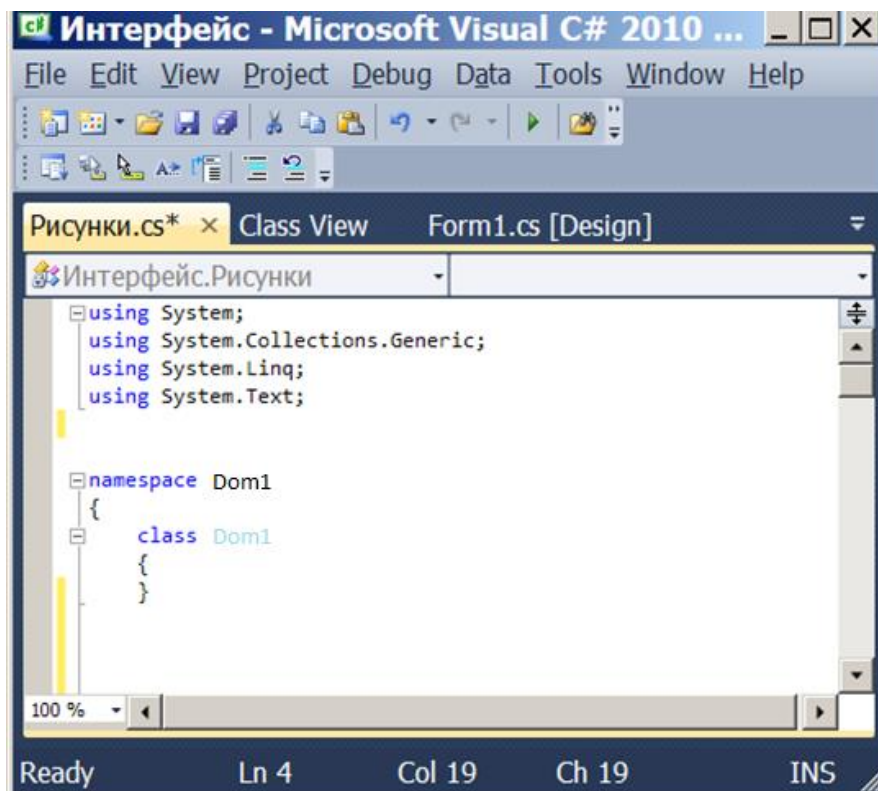 Интерфейс - Microsoft Visual C# 2010 ...
File Edit View Project Debug Data Tools Window Help
Рисунки.cs* × Class View Form1.cs [Design]
Интерфейс.Рисунки
using System;
using System.Collections.Generic;
using System.Linq;
using System.Text;
namespace Dom1
{
class Dom1
{
}
100 %
Ready Ln 4 Col 19 Ch 19 INS